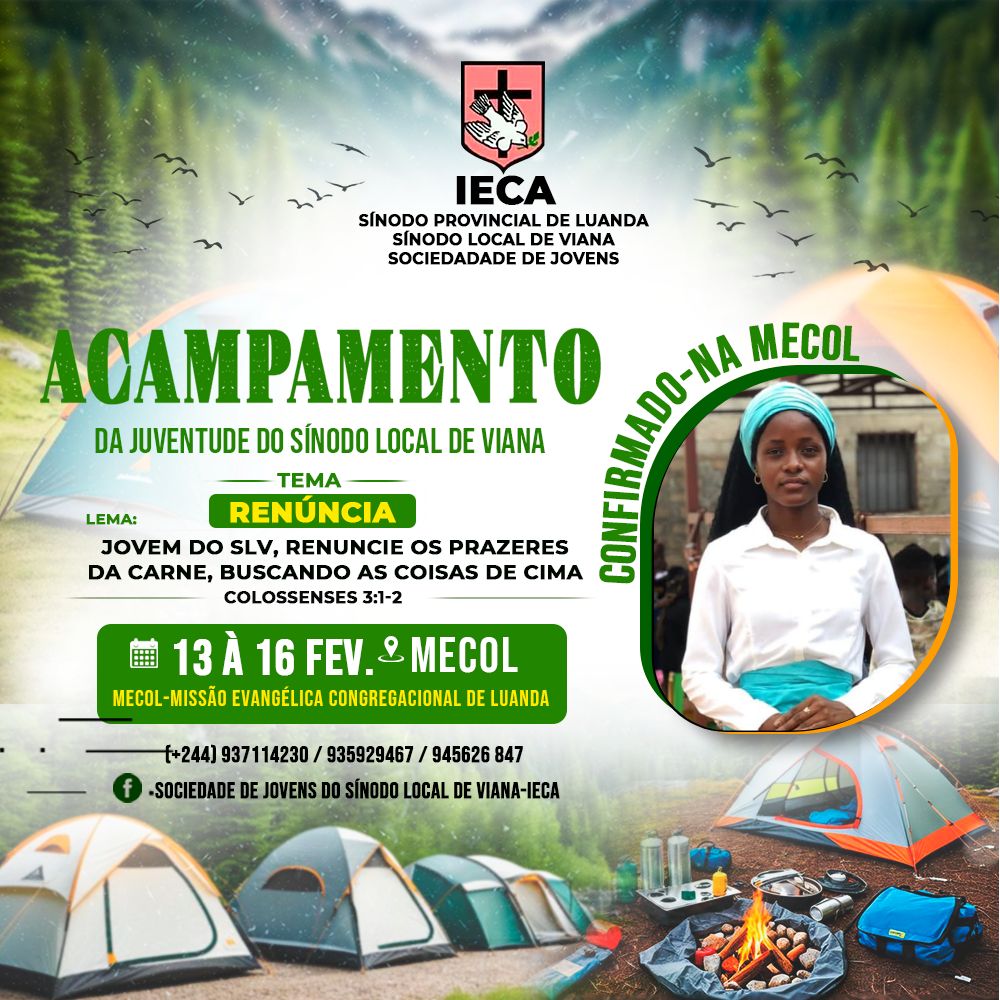 IECA
SÍNODO PROVINCIAL DE LUANDA
SÍNODO LOCAL DE VIANA
SOCIEDADADE DE JOVENS
ACAMPAMENTO
DA JUVENTUDE DO SÍNODO LOCAL DE VIANA
TEMA
RENÚNCIA
LEMA:
JOVEM DO SLV, RENUNCIE OS PRAZERES
DA CARNE, BUSCANDO AS COISAS DE CIMA
COLOSSENSES 3:1-2
13 À 16 FEV. MECOL
MECOL-MISSÃO EVANGÉLICA CONGREGACIONAL DE LUANDA
(+244) 937114230 / 935929467 / 945626 847
f -SOCIEDADE DE JOVENS DO SÍNODO LOCAL DE VIANA-IECA
CONFIRMADO-NA MECOL